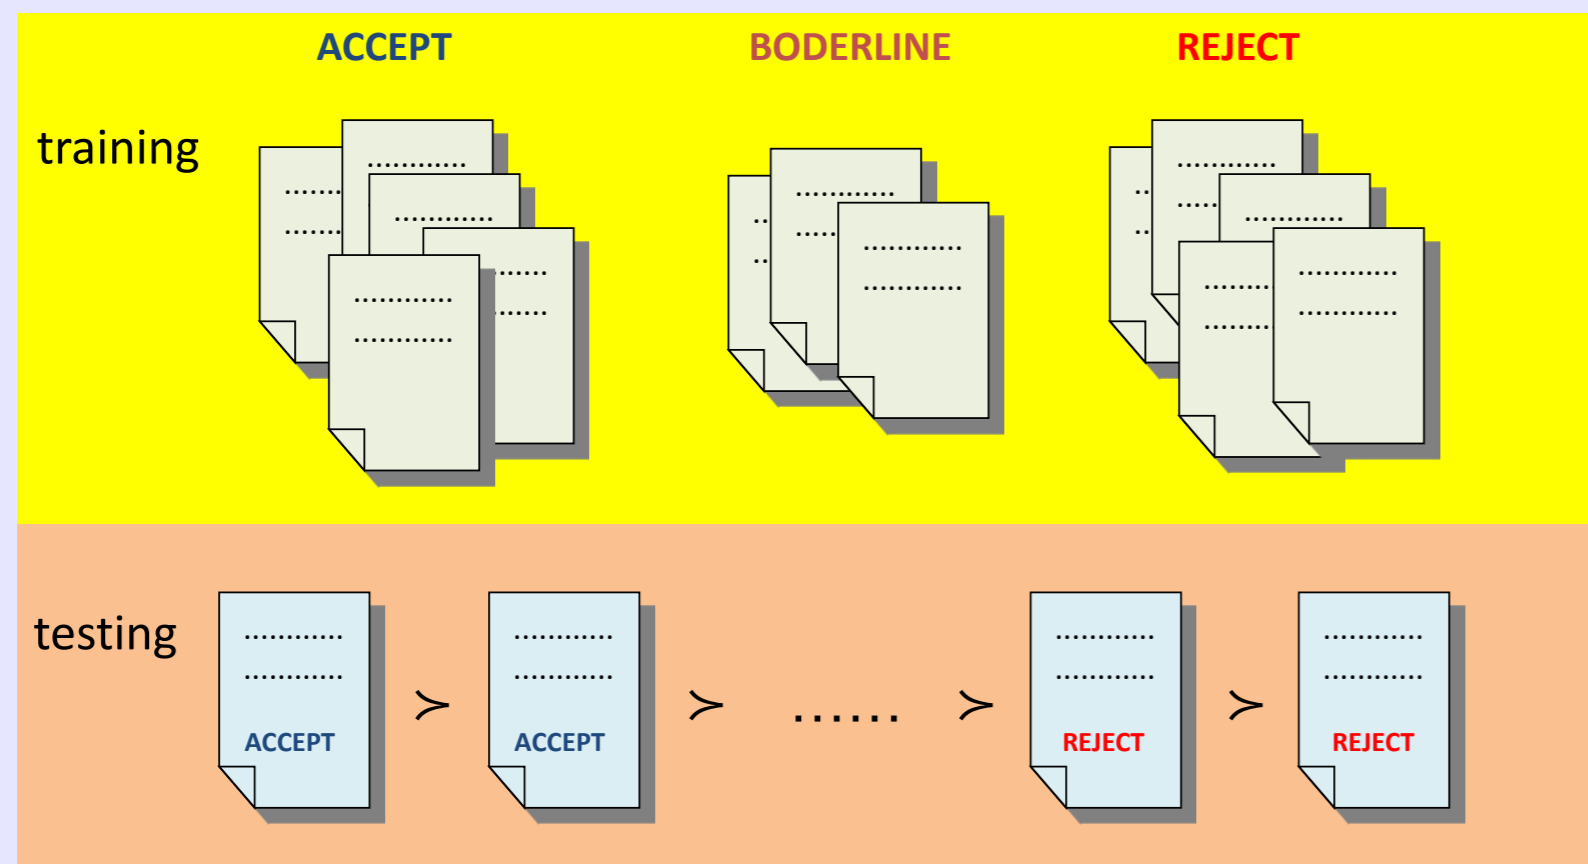 ACCEPT BODERLINE REJECT
training
testing
≻ ≻ ...... ≻ ≻
ACCEPT ACCEPT REJECT REJECT